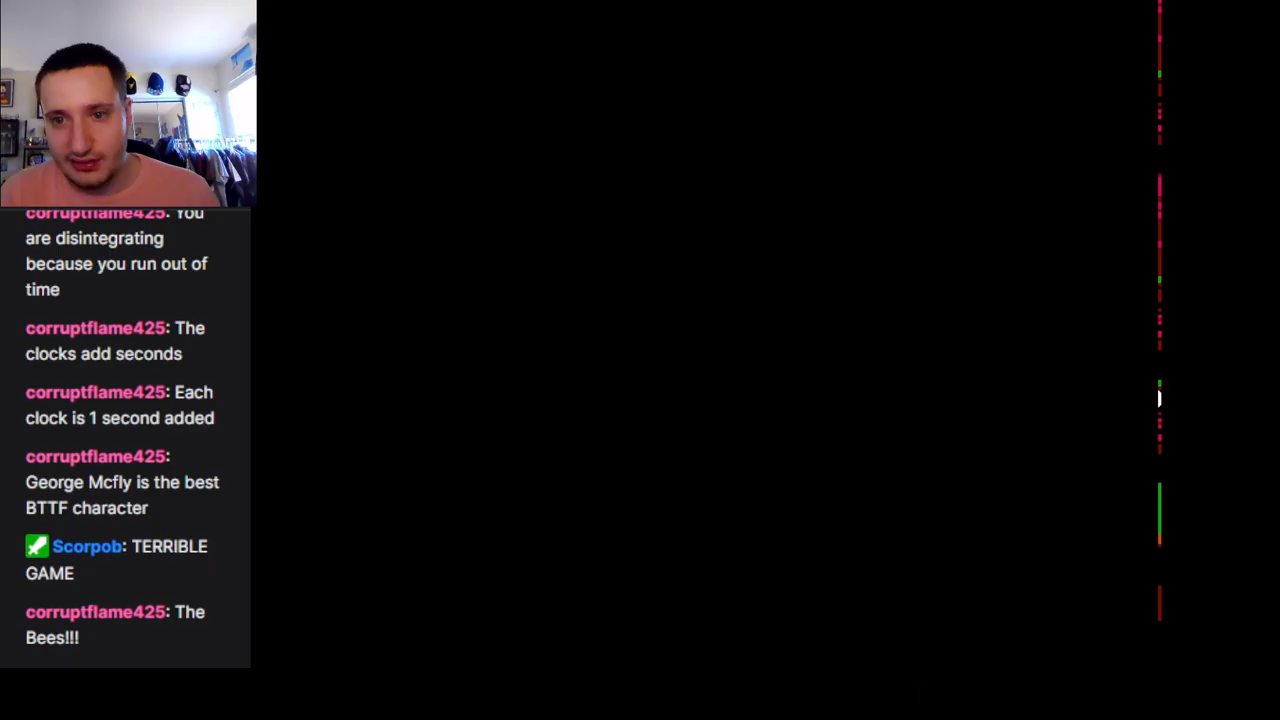 corruptflame425: You
are disintegrating
because you run out of
time
corruptflame425: The
clocks add seconds
corruptflame425: Each
clock is 1 second added
corruptflame425:
George Mcfly is the best
BTTF character
Scorpob: TERRIBLE
GAME
corruptflame425: The
Bees!!!